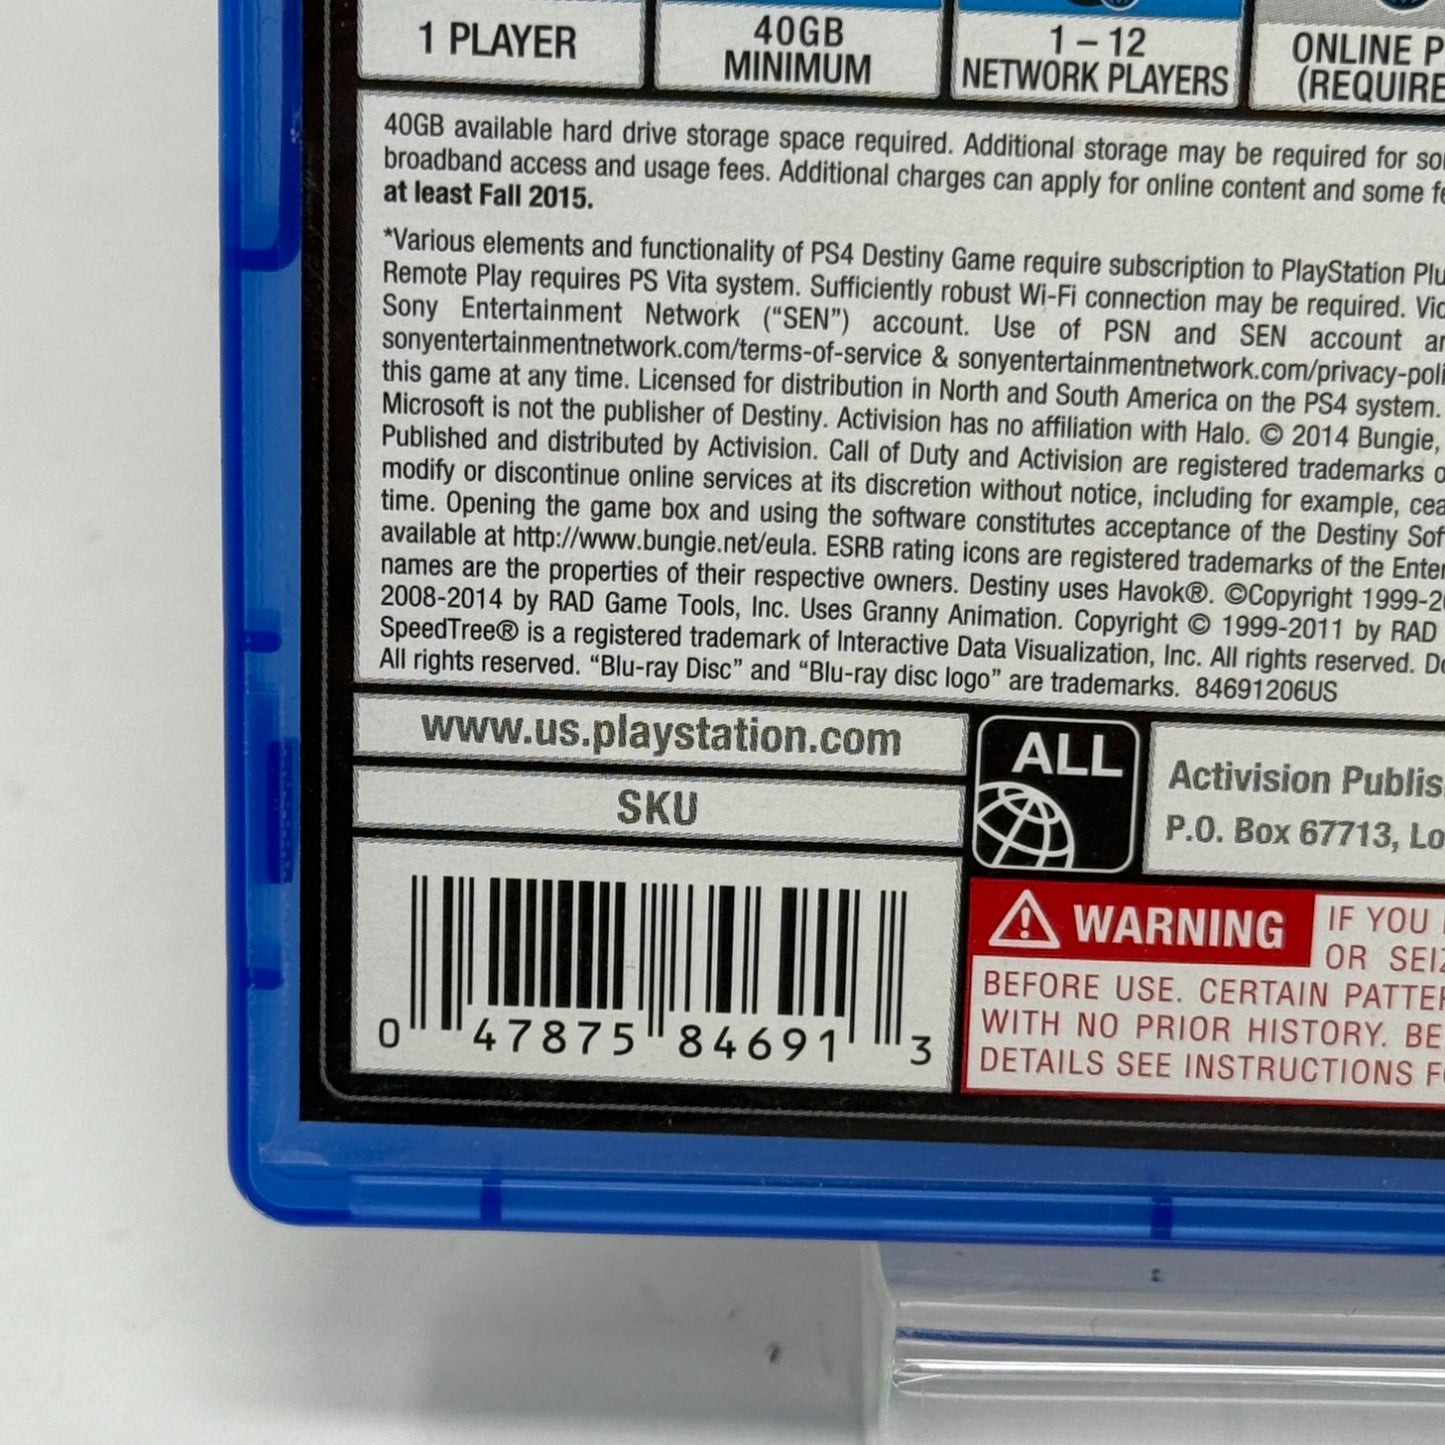 1 PLAYER
40GB
MINIMUM
1 – 12
NETWORK PLAYERS
ONLINE P
(REQUIRE
40GB available hard drive storage space required. Additional storage may be required for so
broadband access and usage fees. Additional charges can apply for online content and some fe
at least Fall 2015.
*Various elements and functionality of PS4 Destiny Game require subscription to PlayStation Plu
Remote Play requires PS Vita system. Sufficiently robust Wi-Fi connection may be required. Vid
Sony Entertainment Network (“SEN”) account. Use of PSN and SEN account ar
sonyentertainmentnetwork.com/terms-of-service & sonyentertainmentnetwork.com/privacy-poli
this game at any time. Licensed for distribution in North and South America on the PS4 system.
Microsoft is not the publisher of Destiny. Activision has no affiliation with Halo. © 2014 Bungie,
Published and distributed by Activision. Call of Duty and Activision are registered trademarks o
modify or discontinue online services at its discretion without notice, including for example, cea
time. Opening the game box and using the software constitutes acceptance of the Destiny Sof
available at http://www.bungie.net/eula. ESRB rating icons are registered trademarks of the Enter
names are the properties of their respective owners. Destiny uses Havok®. ©Copyright 1999-20
2008-2014 by RAD Game Tools, Inc. Uses Granny Animation. Copyright © 1999-2011 by RAD
SpeedTree® is a registered trademark of Interactive Data Visualization, Inc. All rights reserved. Do
All rights reserved. “Blu-ray Disc” and “Blu-ray disc logo” are trademarks. 84691206US
www.us.playstation.com
SKU
ALL
Activision Publis
P.O. Box 67713, Lo
0 47875 84691 3
WARNING
IF YOU
OR SEIZ
BEFORE USE. CERTAIN PATTER
WITH NO PRIOR HISTORY. BE
DETAILS SEE INSTRUCTIONS FO